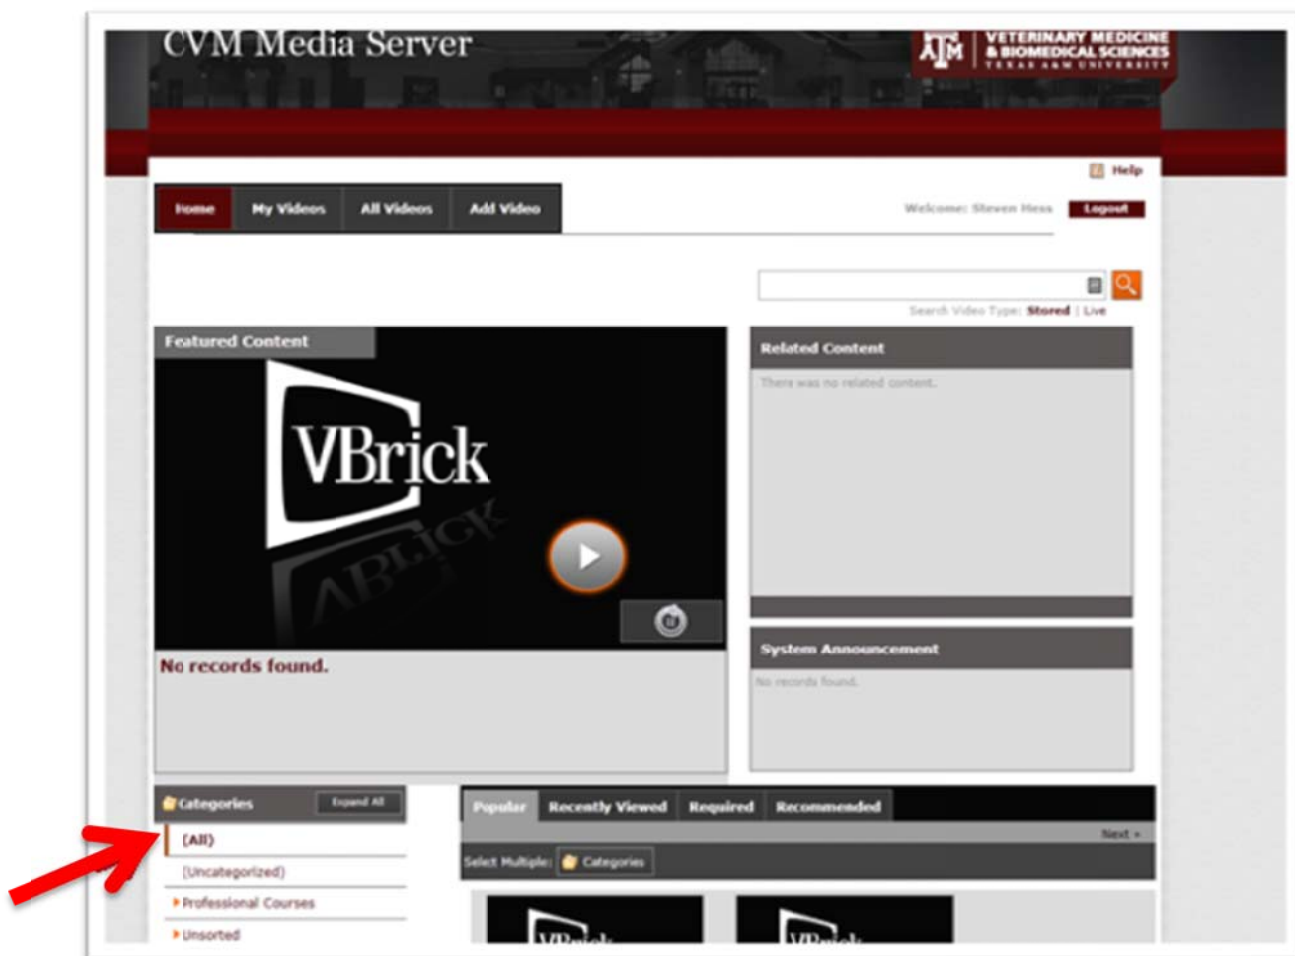 CVM Media Server
VETERINARY MEDICINE
& BIOMEDICAL SCIENCES
TEXAS A&M UNIVERSITY
Help
Home My Videos All Videos Add Video
Welcome: Steven Hess Logout
Search Video Type: Stored | Live
Featured Content
VBrick
Related Content
There was no related content.
System Announcement
No records found.
No records found.
Categories Expand All
(All)
(Uncategorized)
Professional Courses
Unsorted
Popular Recently Viewed Required Recommended
Next »
Select Multiple: Categories
VBrick VBrick